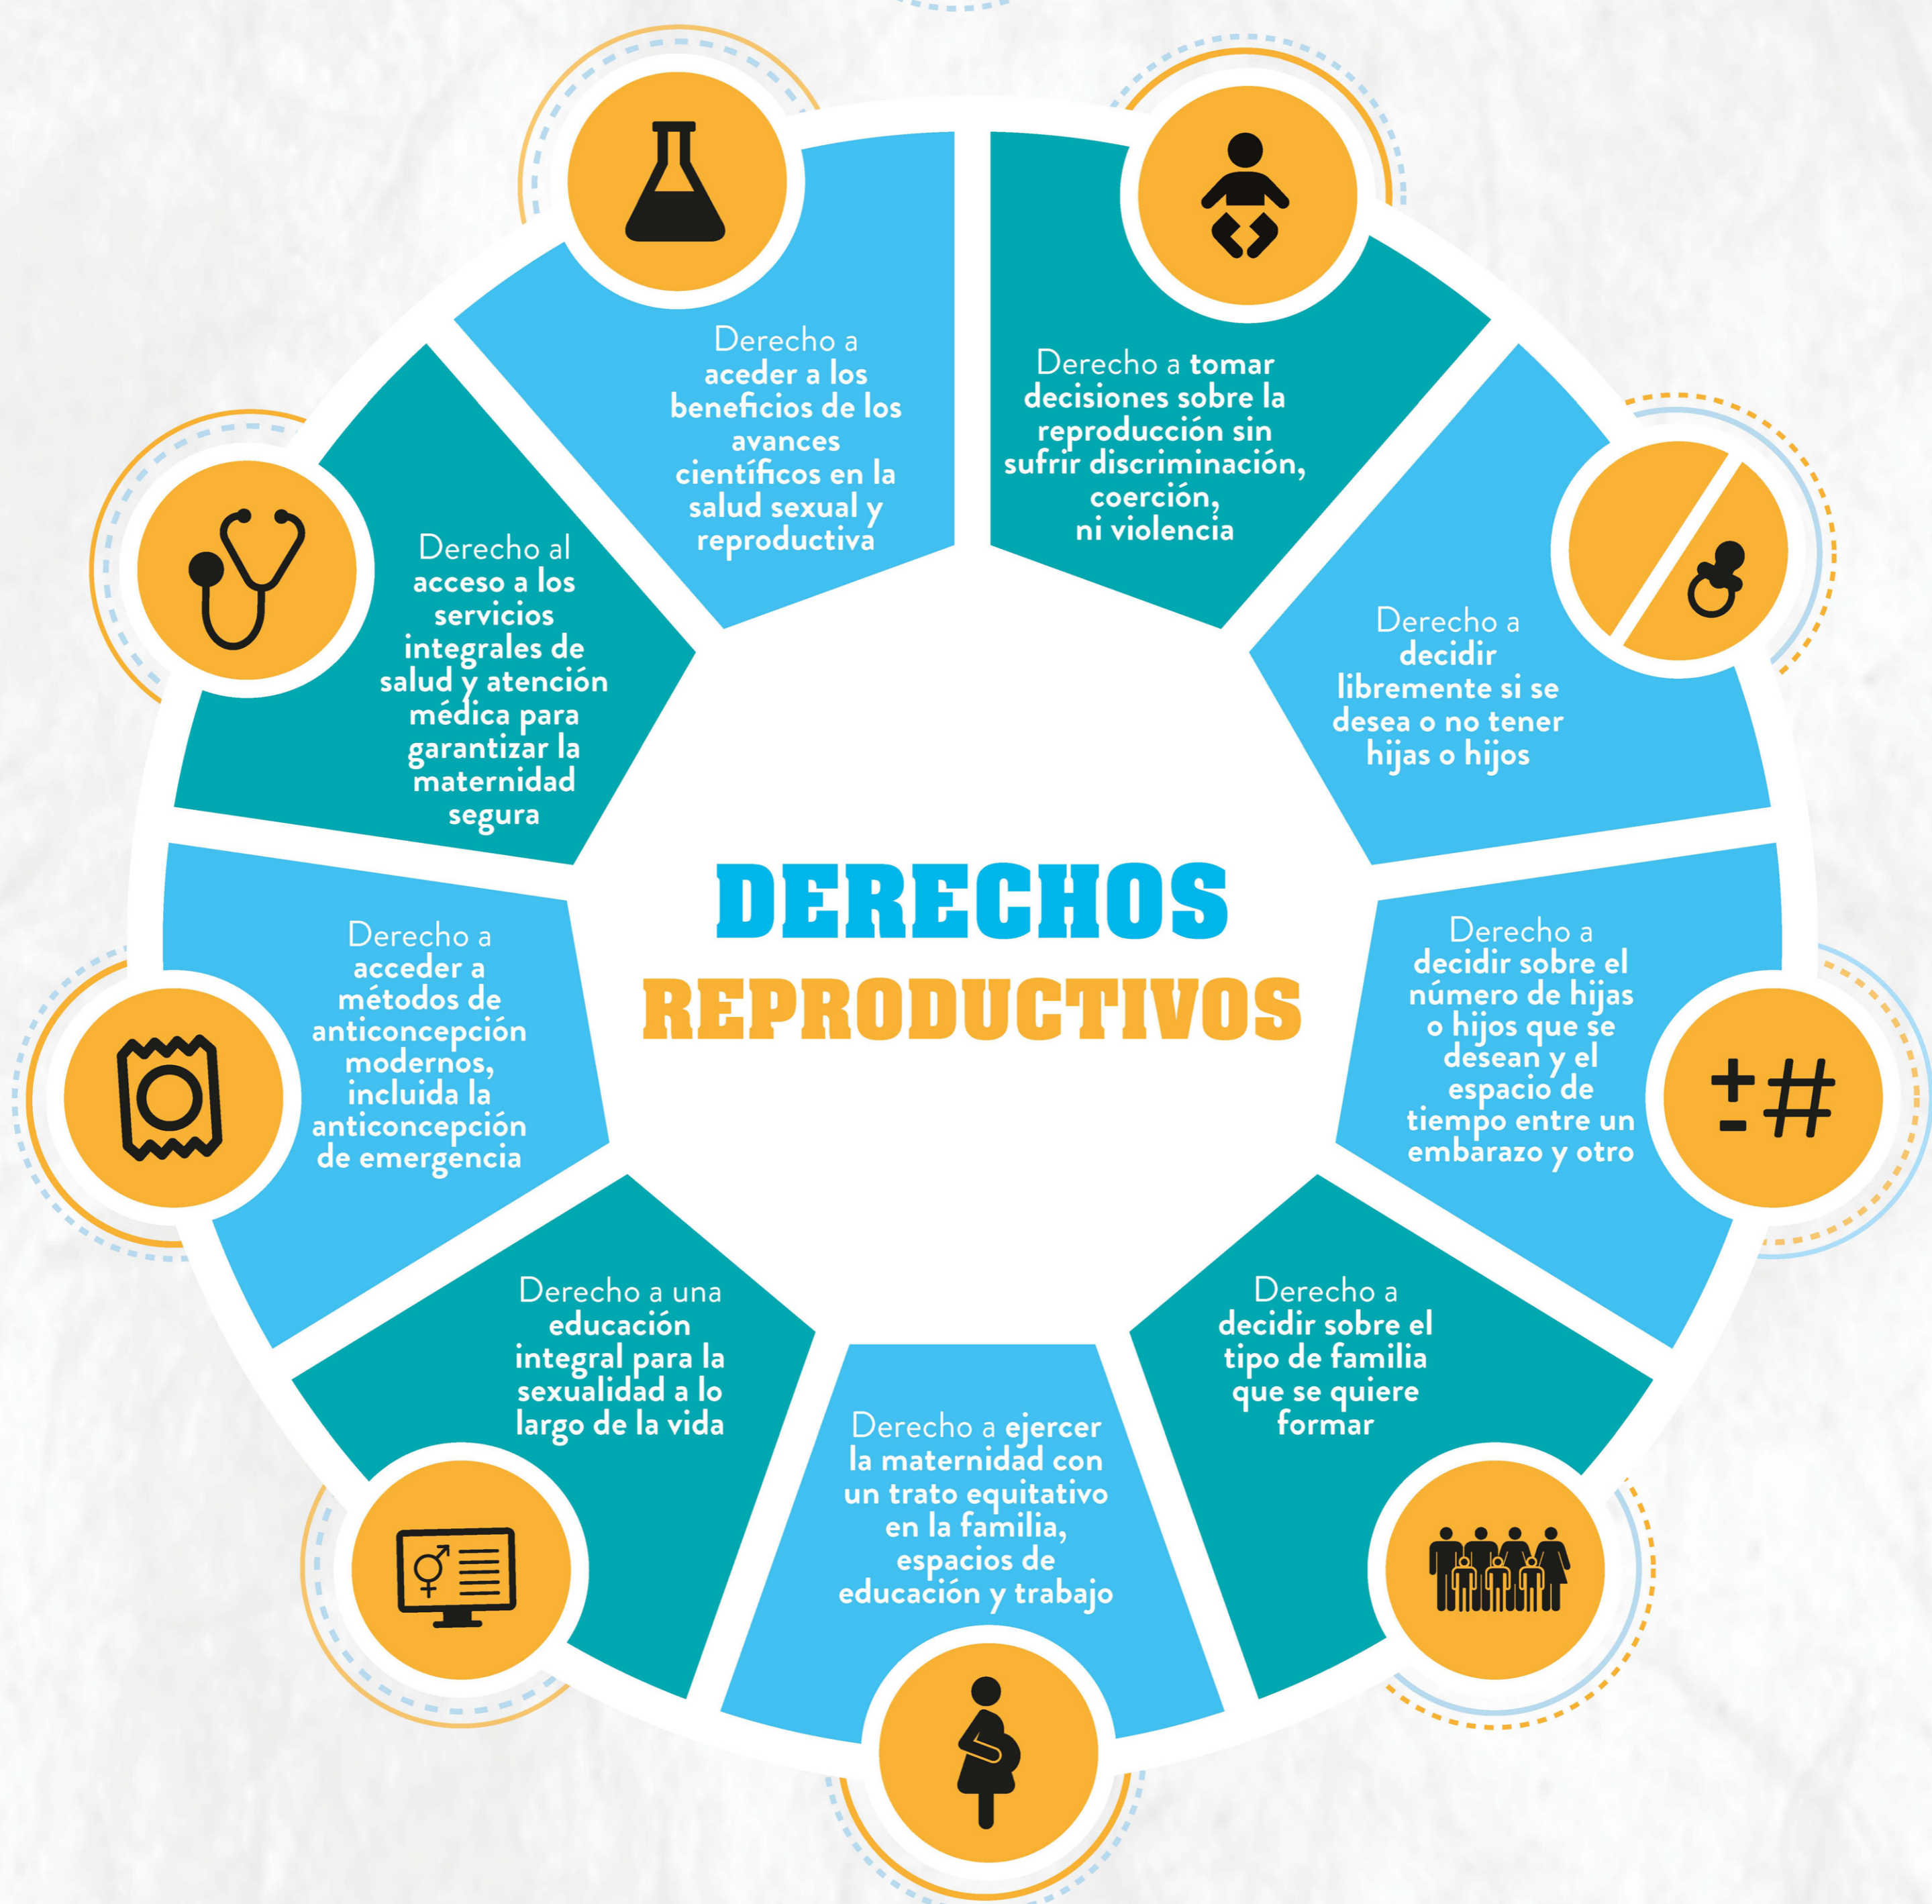 DERECHOS
REPRODUCTIVOS
Derecho a tomar
decisiones sobre la
reproducción sin
sufrir discriminación,
coerción,
ni violencia
Derecho a
decidir
libremente si se
desea o no tener
hijas o hijos
Derecho a
decidir sobre el
número de hijas
o hijos que se
desean y el
espacio de
tiempo entre un
embarazo y otro
+
- #
Derecho a
decidir sobre el
tipo de familia
que se quiere
formar
Derecho a ejercer
la maternidad con
un trato equitativo
en la familia,
espacios de
educación y trabajo
Derecho a una
educación
integral para la
sexualidad a lo
largo de la vida
Derecho a
acceder a
métodos de
anticoncepción
modernos,
incluida la
anticoncepción
de emergencia
Derecho al
acceso a los
servicios
integrales de
salud y atención
médica para
garantizar la
maternidad
segura
Derecho a
aceder a los
beneficios de los
avances
científicos en la
salud sexual y
reproductiva